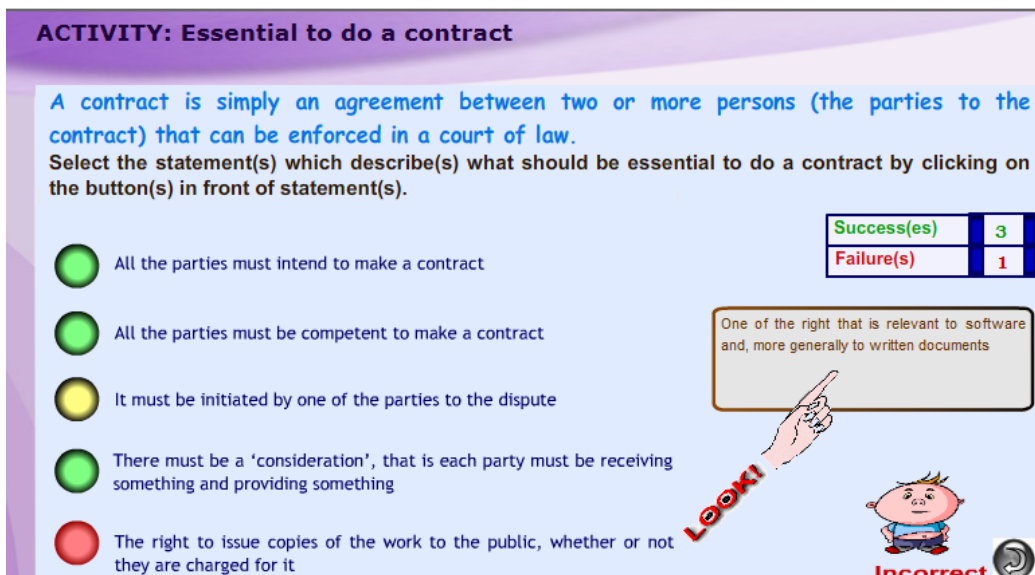 ACTIVITY: Essential to do a contract
A contract is simply an agreement between two or more persons (the parties to the
contract) that can be enforced in a court of law.
Select the statement(s) which describe(s) what should be essential to do a contract by clicking on
the button(s) in front of statement(s).
Success(es) 3
Failure(s) 1
All the parties must intend to make a contract
All the parties must be competent to make a contract
One of the right that is relevant to software
and, more generally to written documents
It must be initiated by one of the parties to the dispute
There must be a ‘consideration’, that is each party must be receiving
something and providing something
LOOK!
The right to issue copies of the work to the public, whether or not
they are charged for it
Incorrect